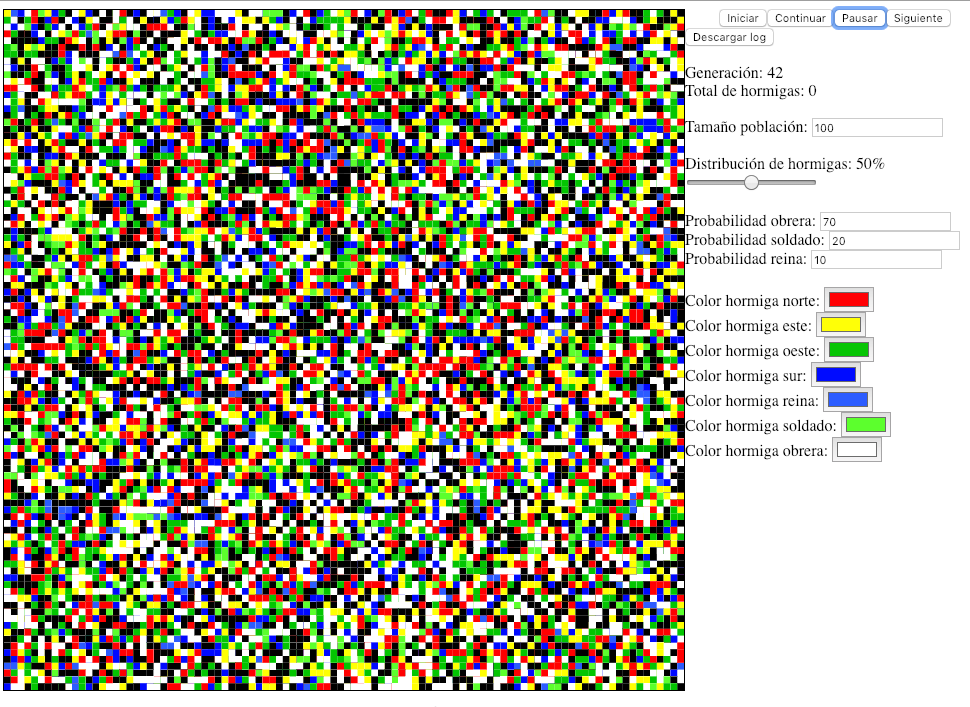 Iniciar Continuar Pausar Siguiente
Descargar log
Generación: 42
Total de hormigas: 0
Tamaño población: 100
Distribución de hormigas: 50%
Probabilidad obrera: 70
Probabilidad soldado: 20
Probabilidad reina: 10
Color hormiga norte:
Color hormiga este:
Color hormiga oeste:
Color hormiga sur:
Color hormiga reina:
Color hormiga soldado:
Color hormiga obrera: